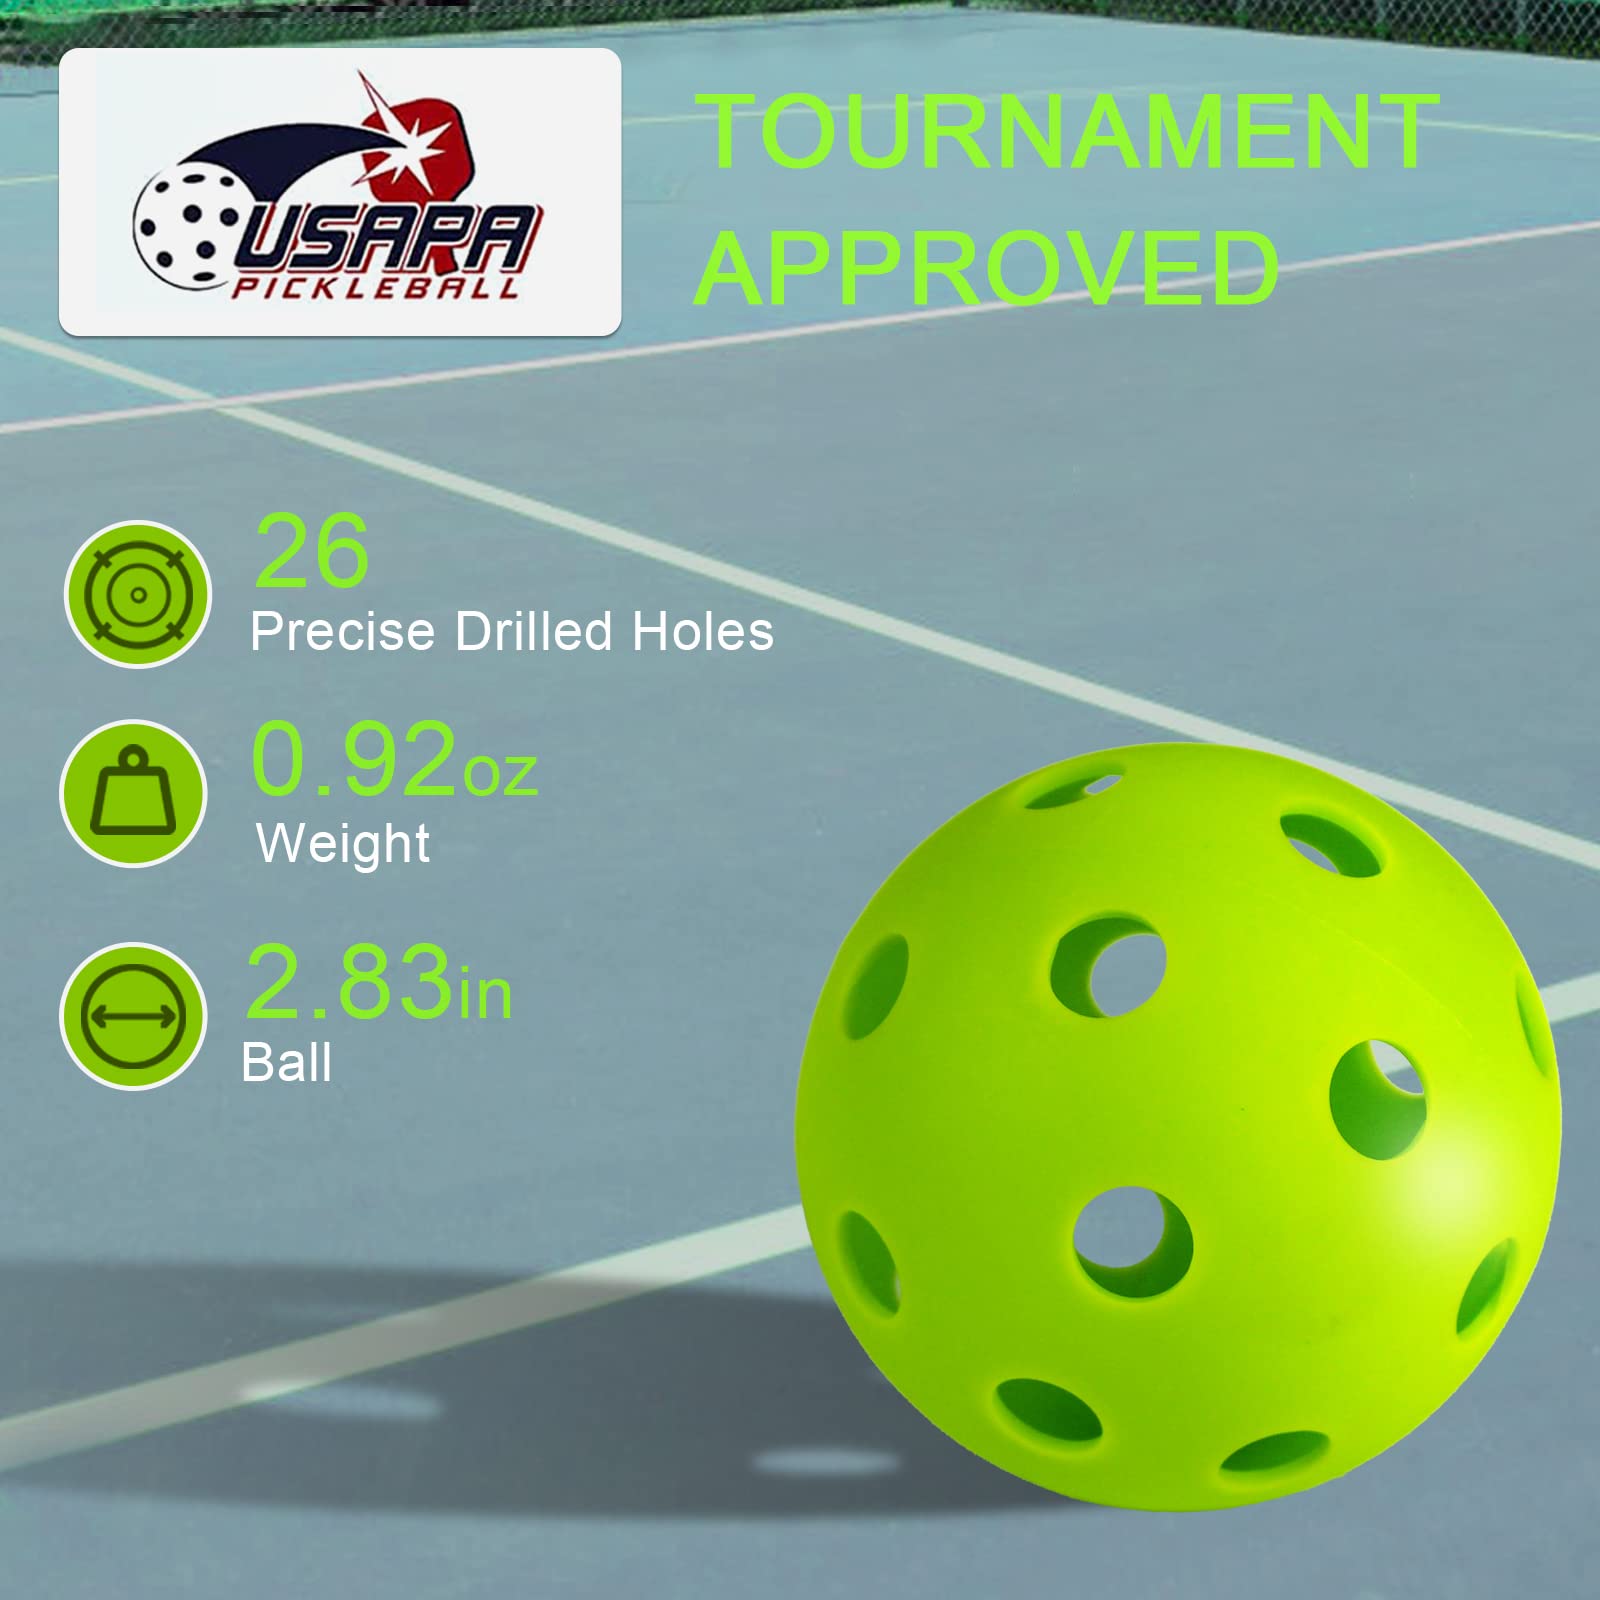 USAPA
PICKLEBALL
TOURNAMENT
APPROVED
26
Precise Drilled Holes
0.92oz
Weight
2.83in
Ball